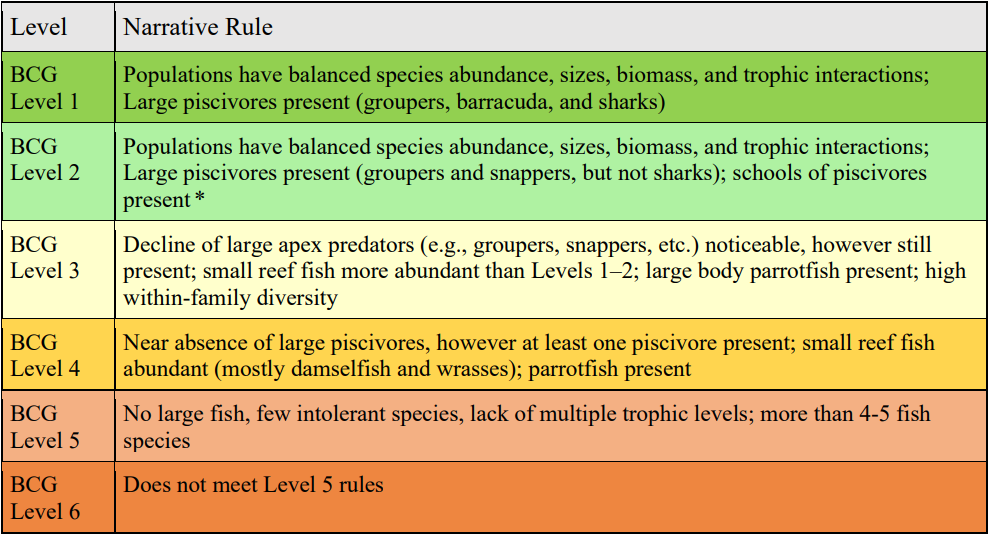 Level Narrative Rule
BCG Populations have balanced species abundance, sizes, biomass, and trophic interactions;
Level 1 Large piscivores present (groupers, barracuda, and sharks)
BCG Populations have balanced species abundance, sizes, biomass, and trophic interactions;
Level 2 Large piscivores present (groupers and snappers, but not sharks); schools of piscivores
present *
BCG Decline of large apex predators (e.g., groupers, snappers, etc.) noticeable, however still
Level 3 present; small reef fish more abundant than Levels 1–2; large body parrotfish present; high
within-family diversity
BCG Near absence of large piscivores, however at least one piscivore present; small reef fish
Level 4 abundant (mostly damselfish and wrasses); parrotfish present
BCG No large fish, few intolerant species, lack of multiple trophic levels; more than 4-5 fish
Level 5 species
BCG Does not meet Level 5 rules
Level 6